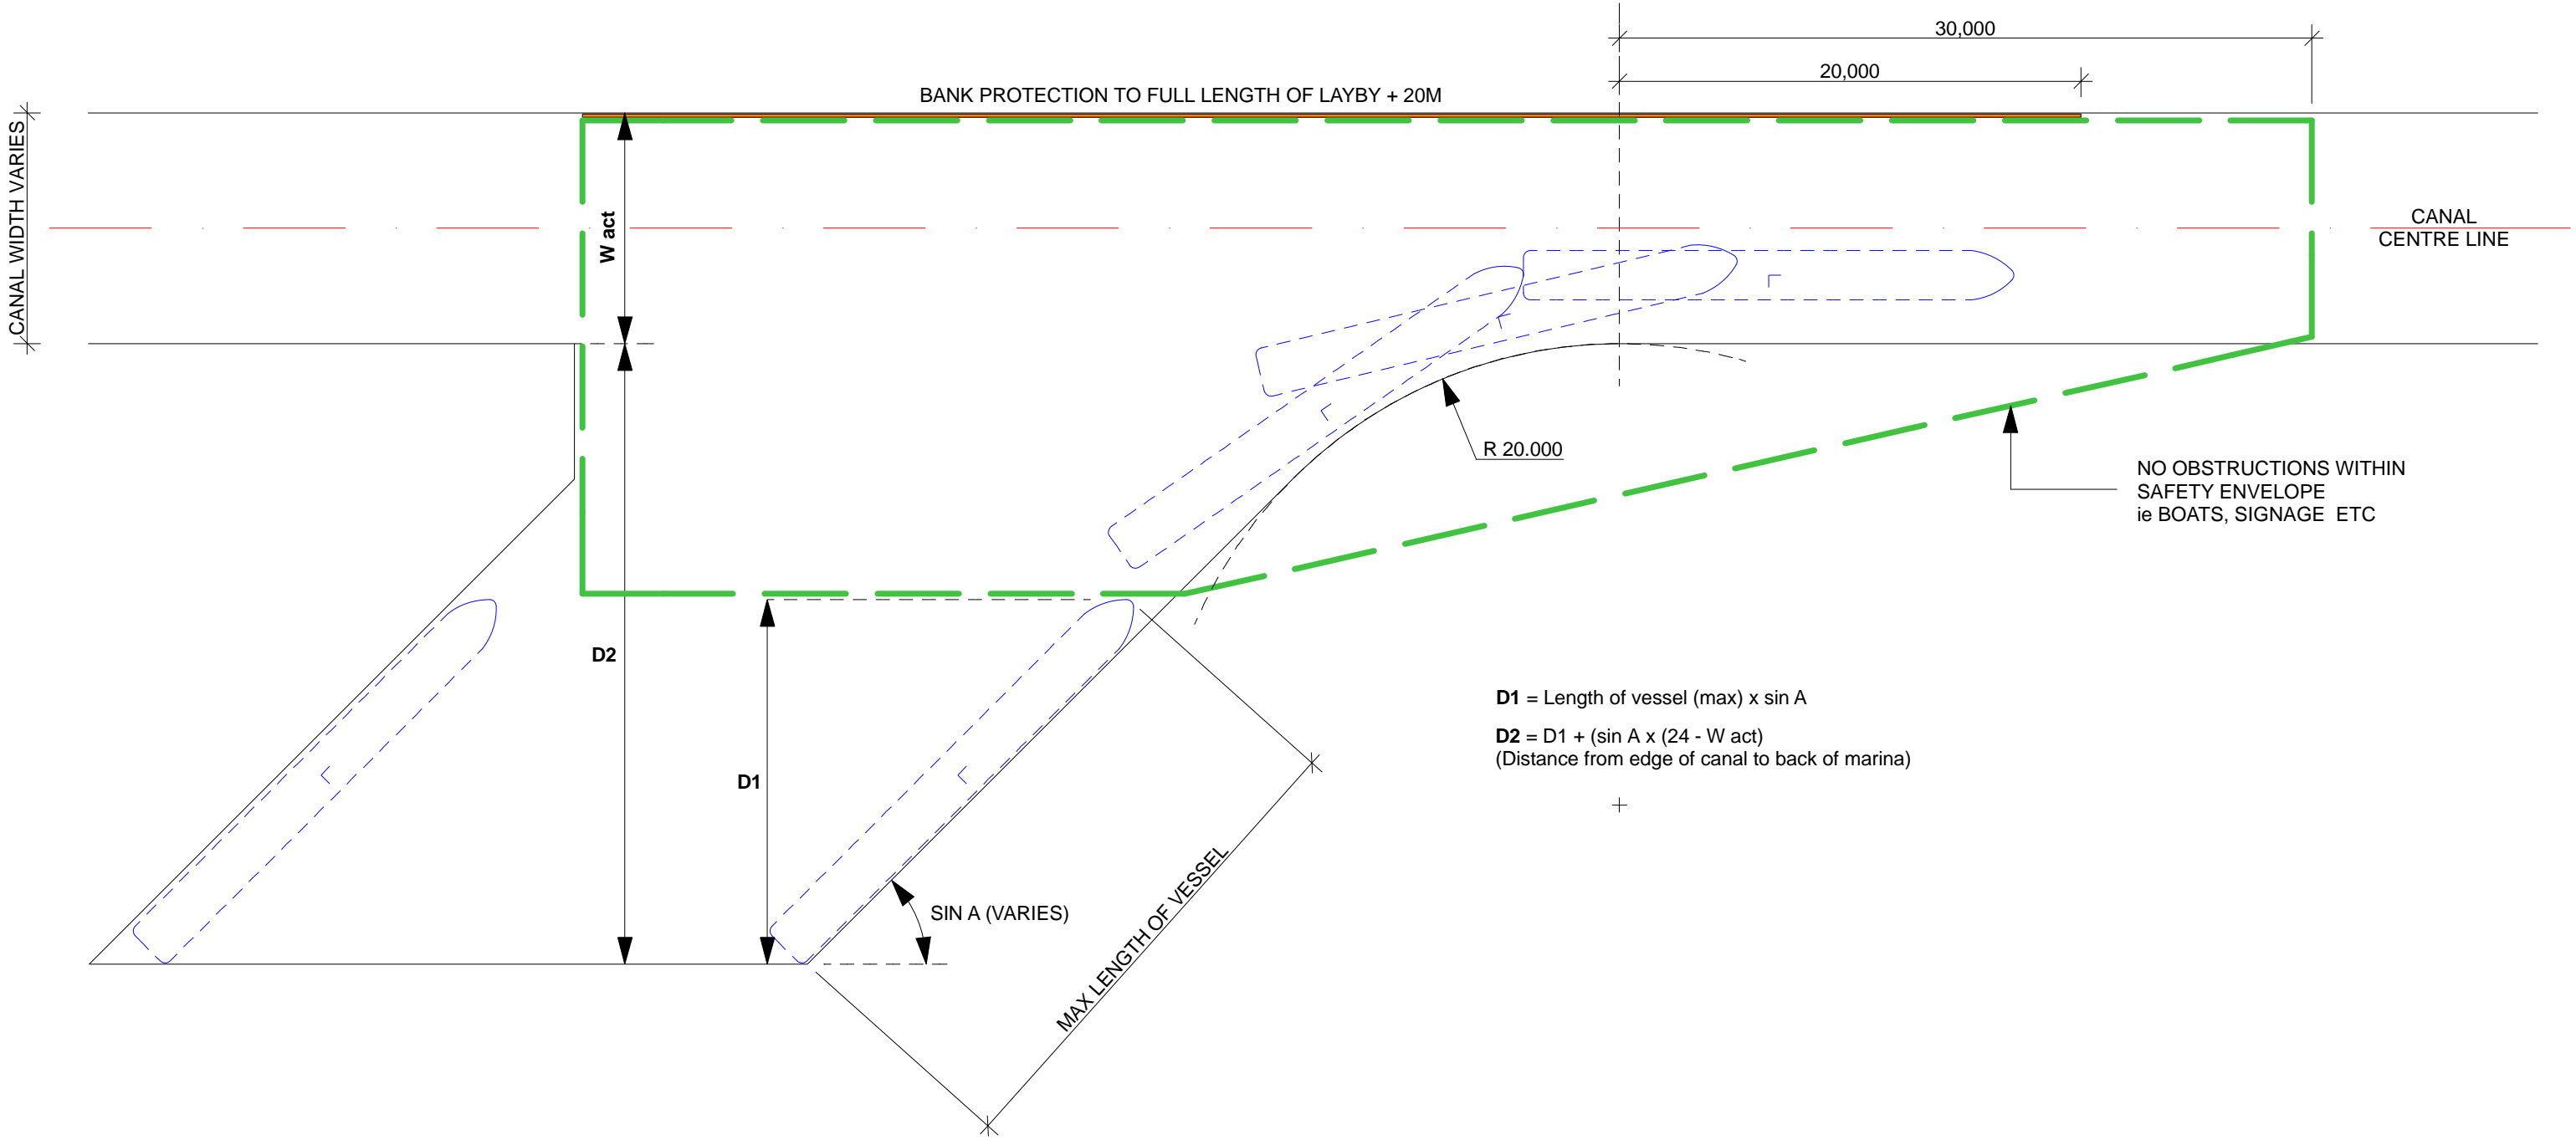 30,000
20,000
BANK PROTECTION TO FULL LENGTH OF LAYBY + 20M
CANAL WIDTH VARIES
W act
CANAL
CENTRE LINE
R 20.000
NO OBSTRUCTIONS WITHIN
SAFETY ENVELOPE
ie BOATS, SIGNAGE ETC
D2
D1
D1 = Length of vessel (max) x sin A
D2 = D1 + (sin A x (24 - W act)
(Distance from edge of canal to back of marina)
SIN A (VARIES)
MAX LENGTH OF VESSEL